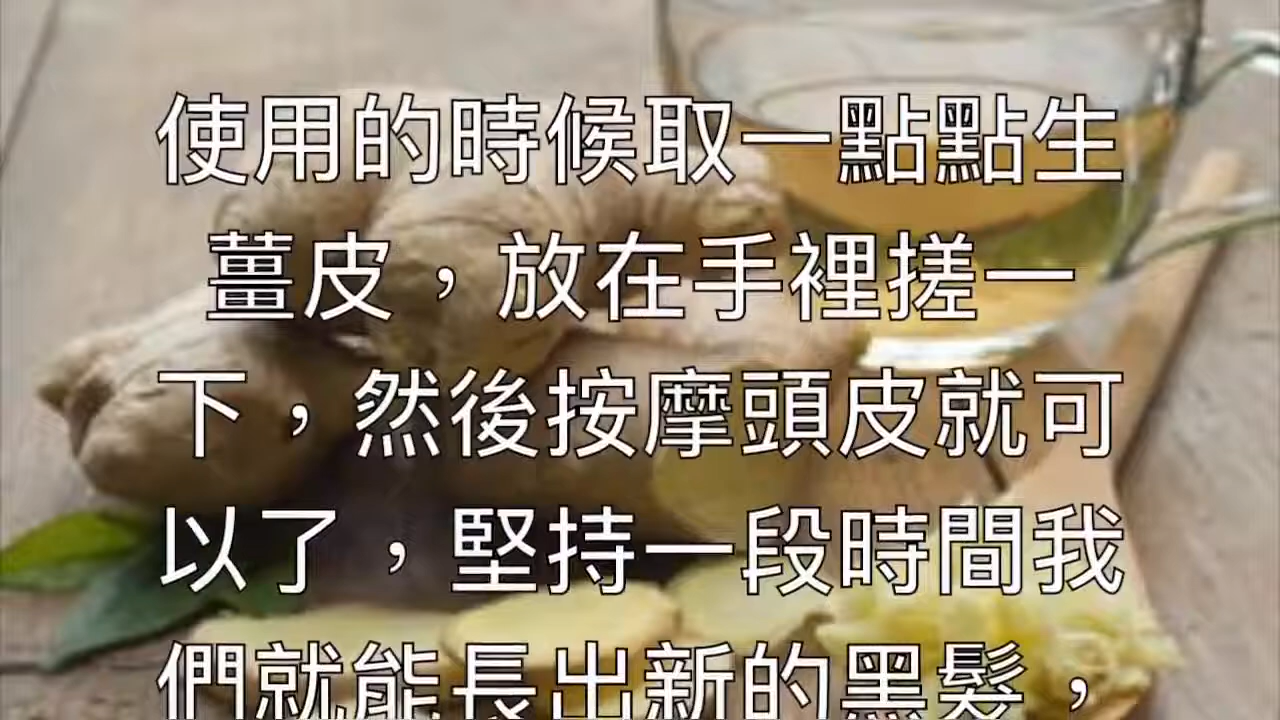 使用的時候取一點點生
薑皮，放在手裡搓一
下，然後按摩頭皮就可
以了，堅持一段時間我
們就能長出新的黑髮，